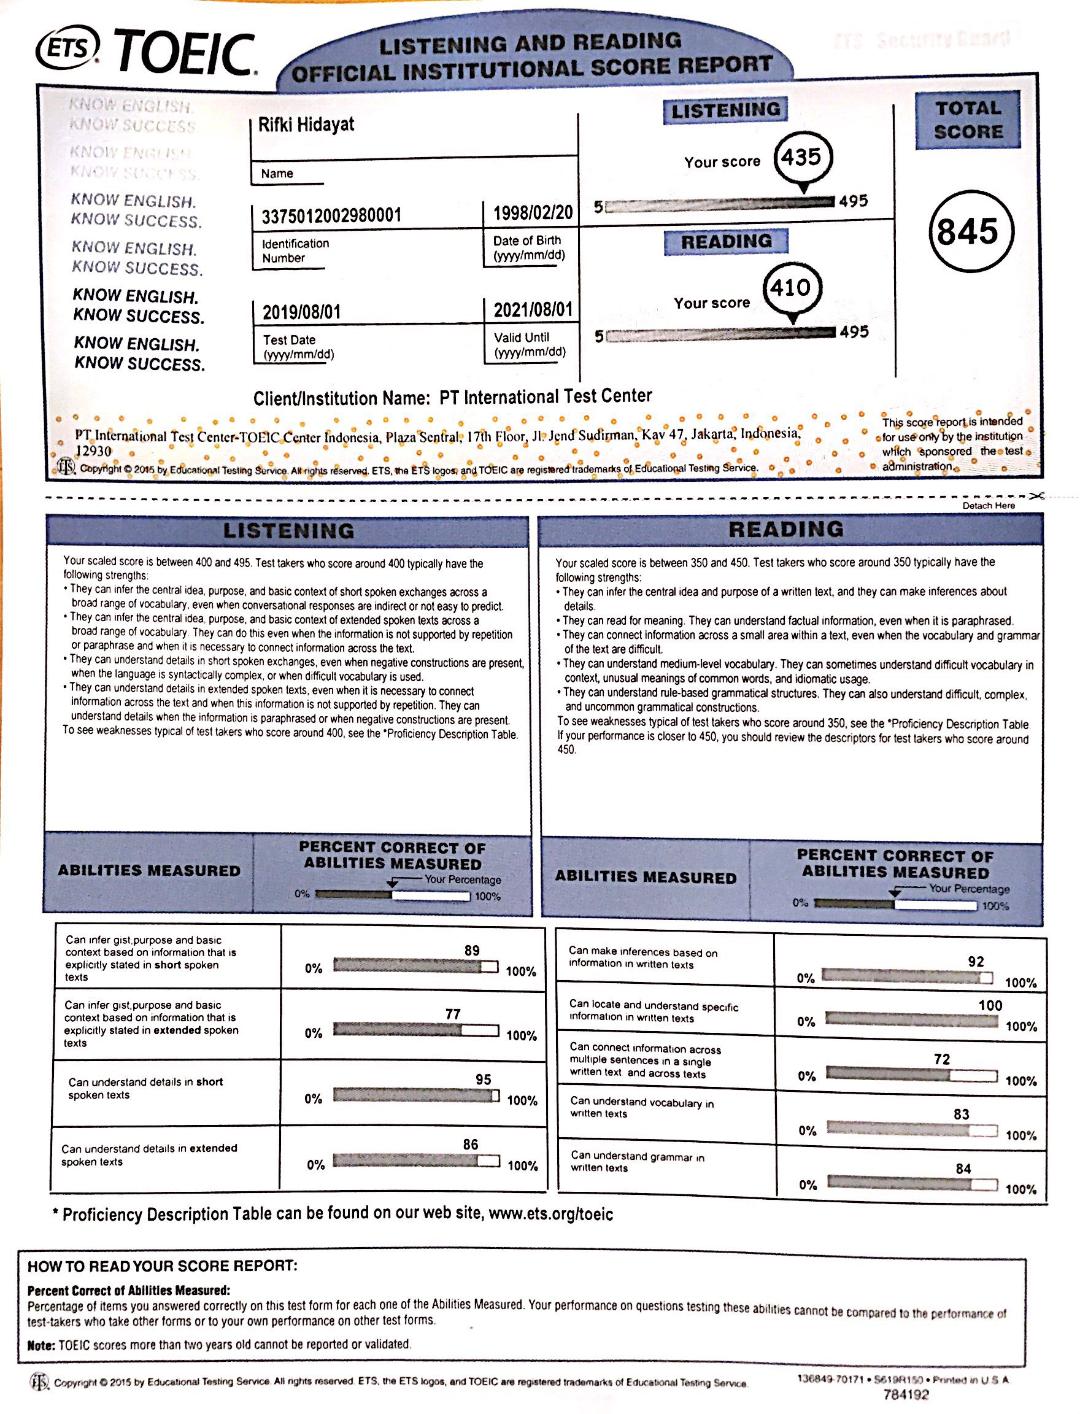 ETS TOEIC.
LISTENING AND READING
OFFICIAL INSTITUTIONAL SCORE REPORT
ETS Security Guard
KNOW ENGLISH.
KNOW SUCCESS
KNOW ENGLISH.
KNOW SUCCESS.
KNOW ENGLISH.
KNOW SUCCESS.
KNOW ENGLISH.
KNOW SUCCESS.
KNOW ENGLISH.
KNOW SUCCESS.
KNOW ENGLISH.
KNOW SUCCESS.
Rifki Hidayat
Name
3375012002980001
Identification
Number
1998/02/20
Date of Birth
(yyyy/mm/dd)
2019/08/01
Test Date
(yyyy/mm/dd)
2021/08/01
Valid Until
(yyyy/mm/dd)
LISTENING
Your score 435
5 495
READING
Your score 410
5 495
TOTAL
SCORE
845
Client/Institution Name: PT International Test Center
PT International Test Center-TOEIC Center Indonesia, Plaza Sentral, 17th Floor, Jl. Jend Sudirman, Kav 47, Jakarta, Indonesia,
12930
This score report is intended
for use only by the institution
which sponsored the test
administration.
ETS Copyright © 2015 by Educational Testing Service. All rights reserved. ETS, the ETS logos, and TOEIC are registered trademarks of Educational Testing Service.
Detach Here
LISTENING
Your scaled score is between 400 and 495. Test takers who score around 400 typically have the
following strengths:
• They can infer the central idea, purpose, and basic context of short spoken exchanges across a
broad range of vocabulary, even when conversational responses are indirect or not easy to predict.
• They can infer the central idea, purpose, and basic context of extended spoken texts across a
broad range of vocabulary. They can do this even when the information is not supported by repetition
or paraphrase and when it is necessary to connect information across the text.
• They can understand details in short spoken exchanges, even when negative constructions are present,
when the language is syntactically complex, or when difficult vocabulary is used.
• They can understand details in extended spoken texts, even when it is necessary to connect
information across the text and when this information is not supported by repetition. They can
understand details when the information is paraphrased or when negative constructions are present.
To see weaknesses typical of test takers who score around 400, see the *Proficiency Description Table.
READING
Your scaled score is between 350 and 450. Test takers who score around 350 typically have the
following strengths:
• They can infer the central idea and purpose of a written text, and they can make inferences about
details.
• They can read for meaning. They can understand factual information, even when it is paraphrased.
• They can connect information across a small area within a text, even when the vocabulary and grammar
of the text are difficult.
• They can understand medium-level vocabulary. They can sometimes understand difficult vocabulary in
context, unusual meanings of common words, and idiomatic usage.
• They can understand rule-based grammatical structures. They can also understand difficult, complex,
and uncommon grammatical constructions.
To see weaknesses typical of test takers who score around 350, see the *Proficiency Description Table
If your performance is closer to 450, you should review the descriptors for test takers who score around
450.
ABILITIES MEASURED
PERCENT CORRECT OF
ABILITIES MEASURED
Your Percentage
0% 100%
Can infer gist,purpose and basic
context based on information that is
explicitly stated in short spoken
texts
0% 89 100%
Can infer gist,purpose and basic
context based on information that is
explicitly stated in extended spoken
texts
0% 77 100%
Can understand details in short
spoken texts
0% 95 100%
Can understand details in extended
spoken texts
0% 86 100%
ABILITIES MEASURED
PERCENT CORRECT OF
ABILITIES MEASURED
Your Percentage
0% 100%
Can make inferences based on
information in written texts
0% 92 100%
Can locate and understand specific
information in written texts
0% 100 100%
Can connect information across
multiple sentences in a single
written text and across texts
0% 72 100%
Can understand vocabulary in
written texts
0% 83 100%
Can understand grammar in
written texts
0% 84 100%
* Proficiency Description Table can be found on our web site, www.ets.org/toeic
HOW TO READ YOUR SCORE REPORT:
Percent Correct of Abilities Measured:
Percentage of items you answered correctly on this test form for each one of the Abilities Measured. Your performance on questions testing these abilities cannot be compared to the performance of
test-takers who take other forms or to your own performance on other test forms.
Note: TOEIC scores more than two years old cannot be reported or validated.
ETS Copyright © 2015 by Educational Testing Service. All rights reserved. ETS, the ETS logos, and TOEIC are registered trademarks of Educational Testing Service.
136849-70171 • S619R150 • Printed in U S A
784192